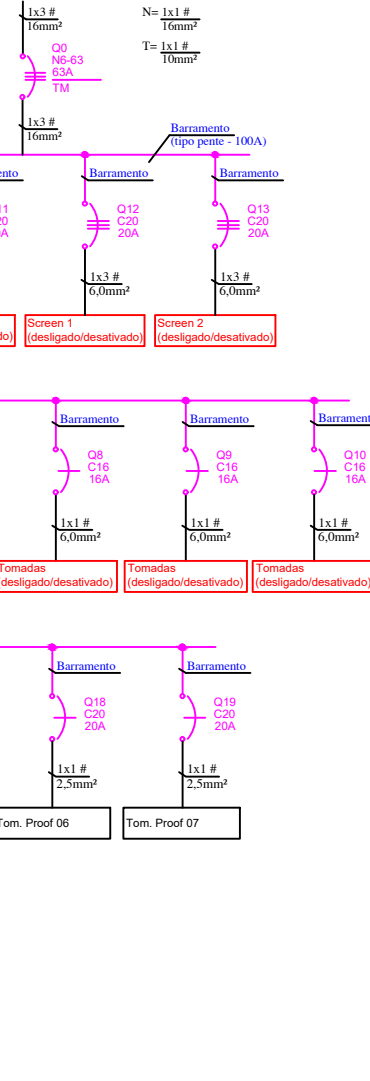 1x3 #
16mm²
N= 1x1 #
16mm²
T= 1x1 #
10mm²
Q0
N6-63
63A
TM
1x3 #
16mm²
Barramento
(tipo pente - 100A)
Barramento
Barramento
Q12
C20
20A
Q13
C20
20A
1x3 #
6,0mm²
1x3 #
6,0mm²
Screen 1
(desligado/desativado)
Screen 2
(desligado/desativado)
Barramento
Barramento
Q8
C16
16A
Q9
C16
16A
Q10
C16
16A
1x1 #
6,0mm²
1x1 #
6,0mm²
1x1 #
6,0mm²
Tomadas
(desligado/desativado)
Tomadas
(desligado/desativado)
Tomadas
(desligado/desativado)
Barramento
Barramento
Q18
C20
20A
Q19
C20
20A
1x1 #
2,5mm²
1x1 #
2,5mm²
Tom. Proof 06
Tom. Proof 07